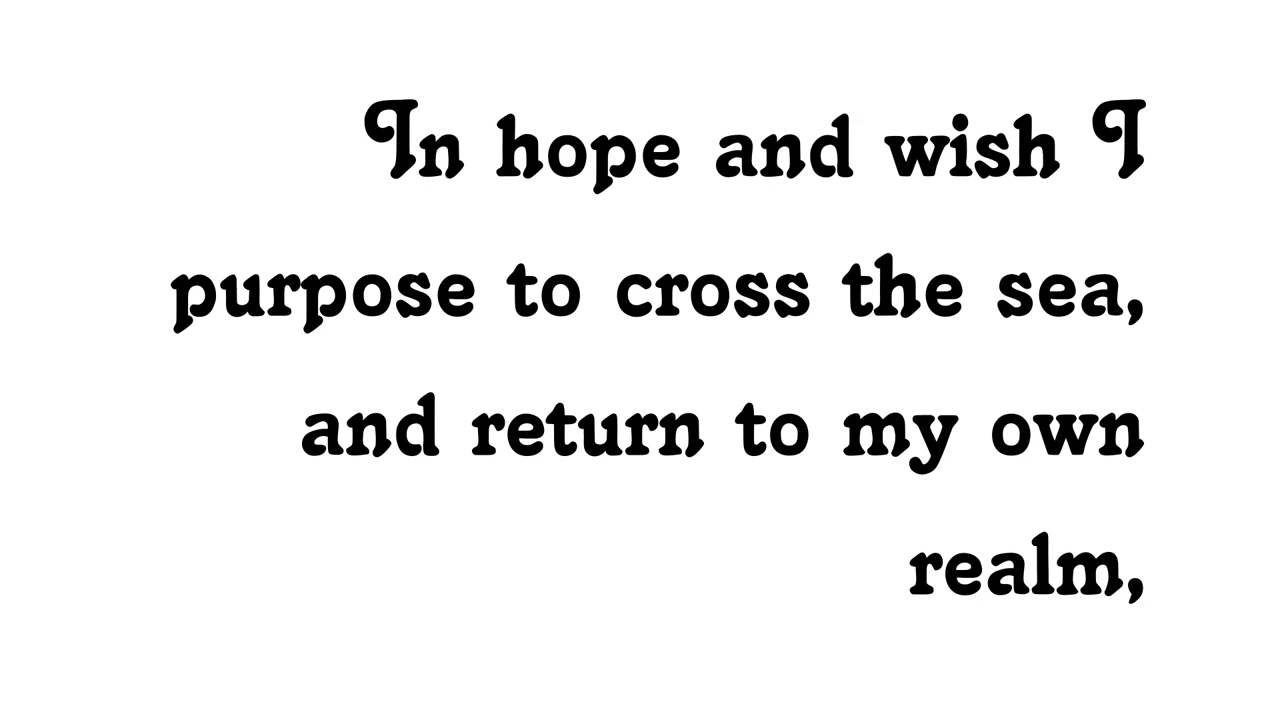 In hope and wish I
purpose to cross the sea,
and return to my own
realm,